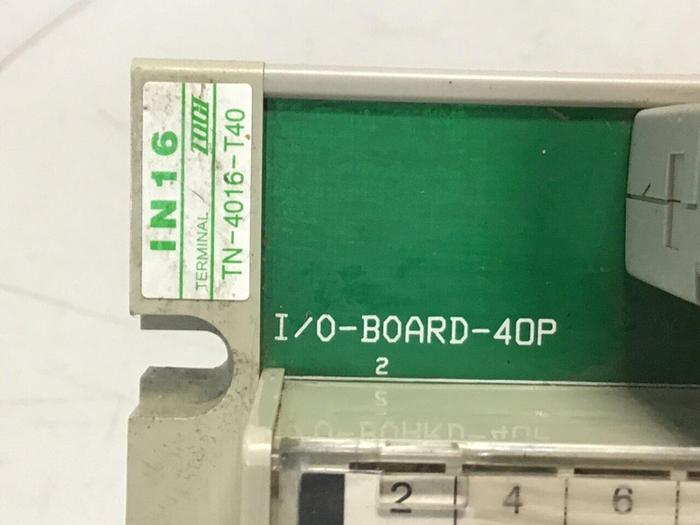 IN16
TERMINAL
TN-4016-T40
I/O-BOARD-40P
2
2 4 6